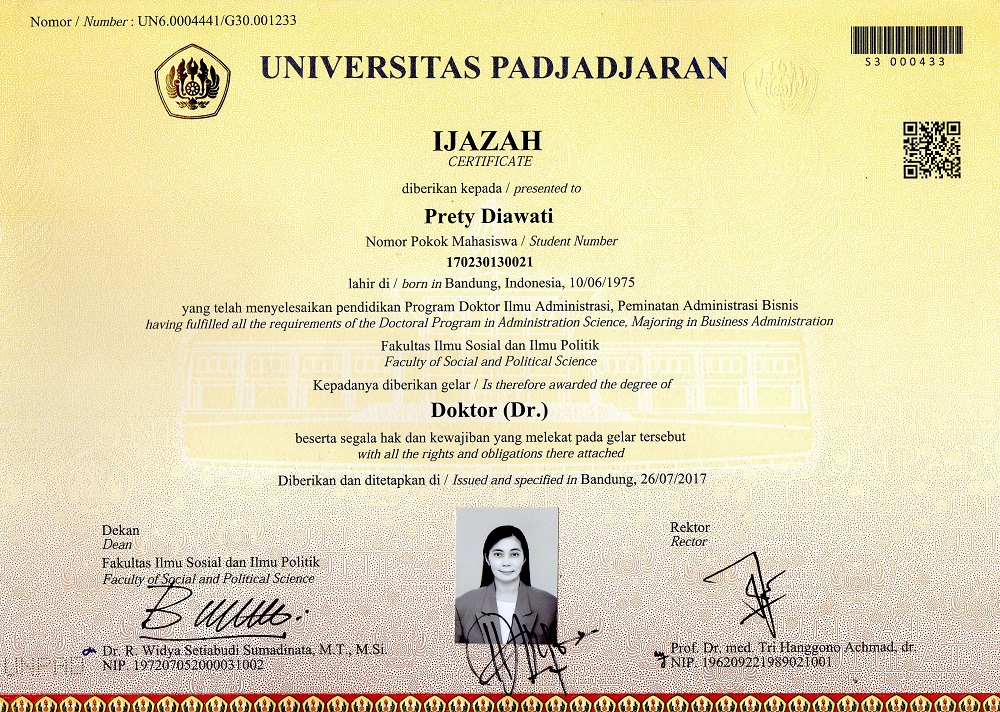 Nomor / Number : UN6.0004441/G30.001233
S3 000433
UNIVERSITAS PADJADJARAN
IJAZAH
CERTIFICATE
diberikan kepada / presented to
Prety Diawati
Nomor Pokok Mahasiswa / Student Number
170230130021
lahir di / born in Bandung, Indonesia, 10/06/1975
yang telah menyelesaikan pendidikan Program Doktor Ilmu Administrasi, Peminatan Administrasi Bisnis
having fulfilled all the requirements of the Doctoral Program in Administration Science, Majoring in Business Administration
Fakultas Ilmu Sosial dan Ilmu Politik
Faculty of Social and Political Science
Kepadanya diberikan gelar / Is therefore awarded the degree of
Doktor (Dr.)
beserta segala hak dan kewajiban yang melekat pada gelar tersebut
with all the rights and obligations there attached
Diberikan dan ditetapkan di / Issued and specified in Bandung, 26/07/2017
Dekan
Dean
Fakultas Ilmu Sosial dan Ilmu Politik
Faculty of Social and Political Science
Dr. R. Widya Setiabudi Sumadinata, M.T., M.Si.
NIP. 197207052000031002
Rektor
Rector
Prof. Dr. med. Tri Hanggono Achmad, dr.
NIP. 196209221989021001
UNPAD